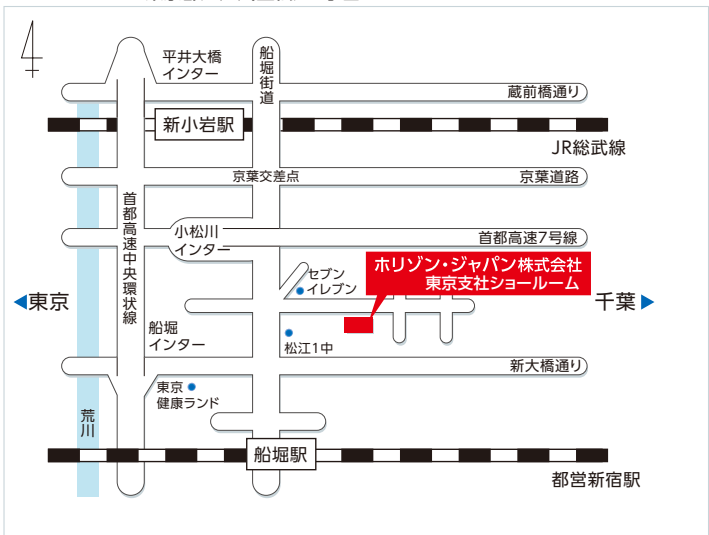 平井大橋
インター
船堀街道
蔵前橋通り
新小岩駅
JR総武線
京葉交差点
京葉道路
首都高速中央環状線
小松川
インター
首都高速7号線
セブン
イレブン
ホリゾン・ジャパン株式会社
東京支社ショールーム
東京
千葉
船堀
インター
松江1中
新大橋通り
東京
健康ランド
荒川
船堀駅
都営新宿駅